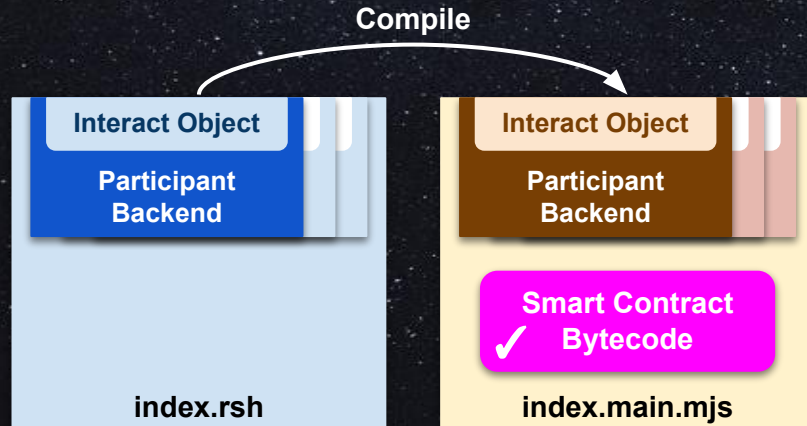 Compile
Interact Object
Participant
Backend
index.rsh
Interact Object
Participant
Backend
Smart Contract
✓ Bytecode
index.main.mjs